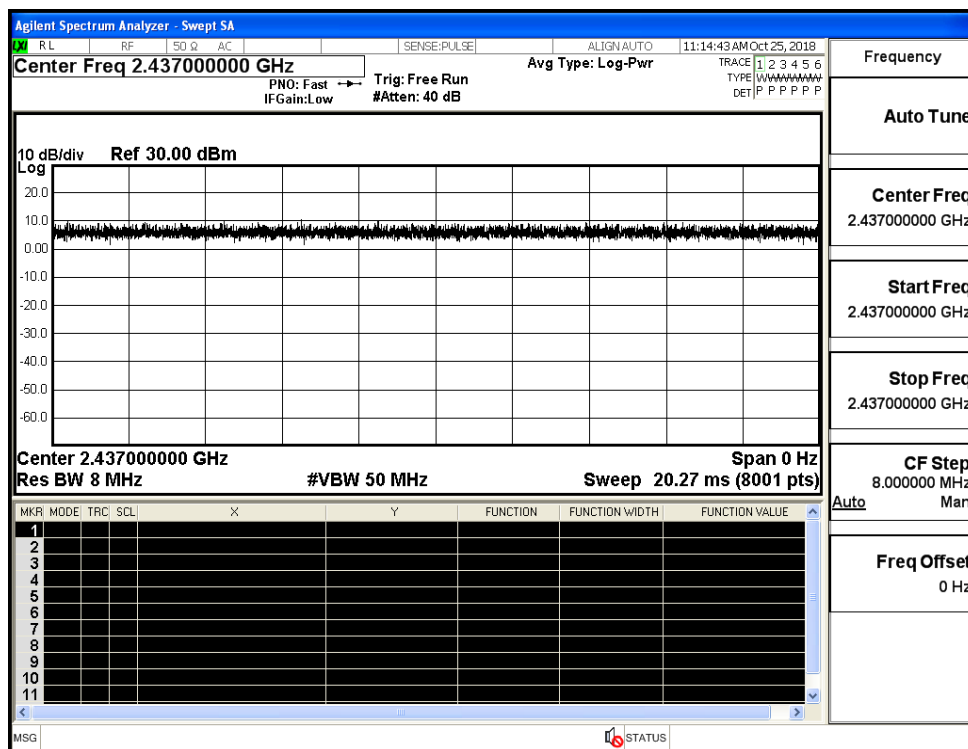 Agilent Spectrum Analyzer - Swept SA
LXI RL RF 50 Ω AC SENSE:PULSE ALIGN AUTO 11:14:43 AM Oct 25, 2018
Center Freq 2.437000000 GHz
PNO: Fast
IFGain:Low
Trig: Free Run
#Atten: 40 dB
Avg Type: Log-Pwr
TRACE 1 2 3 4 5 6
TYPE WWWWWW
DET P P P P P P
10 dB/div Ref 30.00 dBm
Log
20.0
10.0
0.00
-10.0
-20.0
-30.0
-40.0
-50.0
-60.0
Center 2.437000000 GHz Span 0 Hz
Res BW 8 MHz #VBW 50 MHz Sweep 20.27 ms (8001 pts)
MKR MODE TRC SCL X Y FUNCTION FUNCTION WIDTH FUNCTION VALUE
1
2
3
4
5
6
7
8
9
10
11
MSG STATUS
Frequency
Auto Tune
Center Freq
2.437000000 GHz
Start Freq
2.437000000 GHz
Stop Freq
2.437000000 GHz
CF Step
8.000000 MHz
Auto Man
Freq Offset
0 Hz